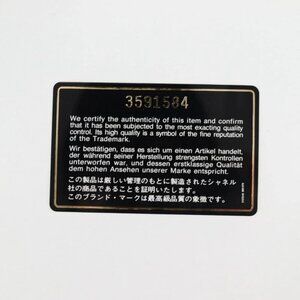 3591584
We certify the authenticity of this item and confirm
that it has been subjected to the most exacting quality
control. Its high quality is a symbol of the fine reputation
of the Trademark.
Wir bestätigen, dass es sich um einen Artikel handelt,
der während seiner Herstellung strengsten Kontrollen
unterworfen war, und dessen erstklassige Qualität
dem hohen Ansehen unserer Marke entspricht.
この製品は厳しい管理のもとに製造されたシャネル
社の商品であることを証明いたします。
このブランド・マークは最高級品質の象徴です。